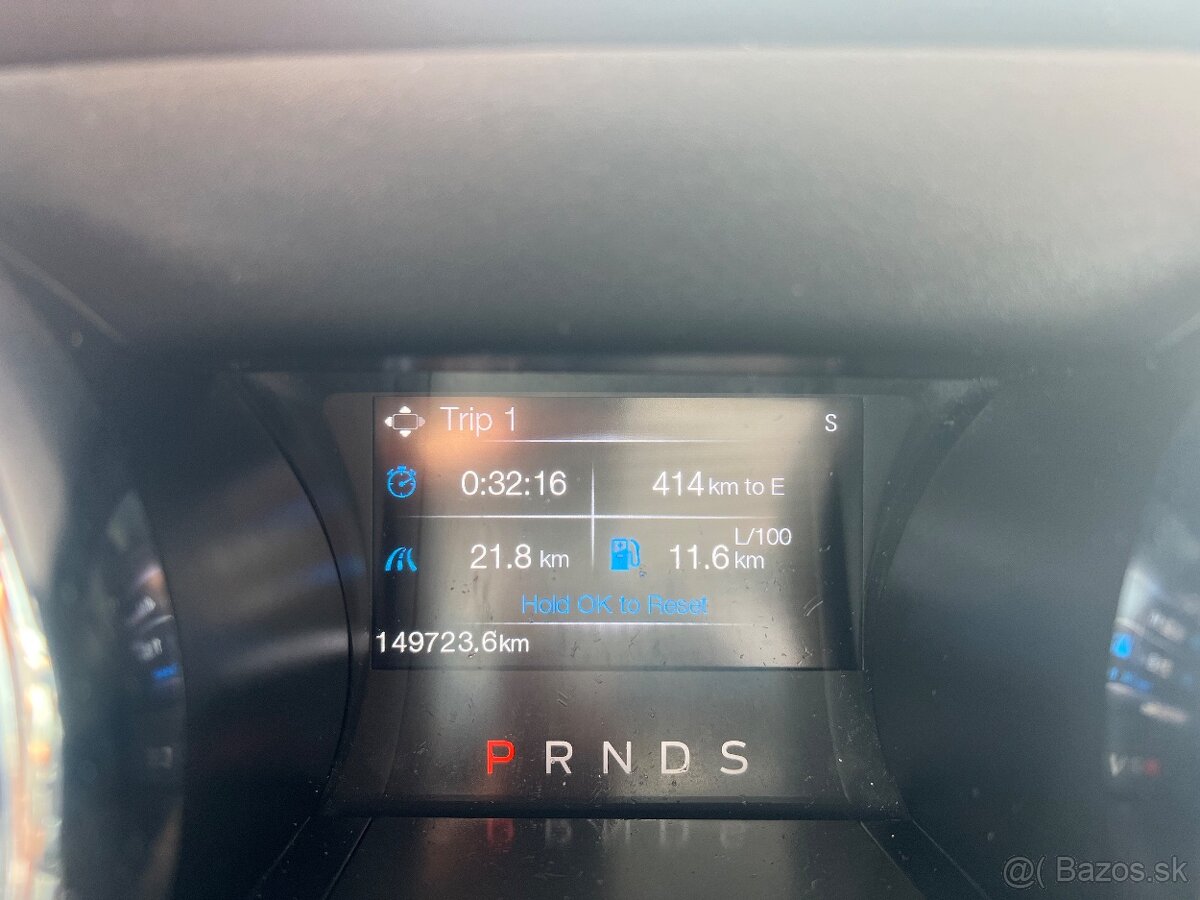 Trip 1 S
0:32:16 414 km to E
21.8 km 11.6 L/100 km
Hold OK to Reset
149723.6km
P R N D S
@( Bazos.sk